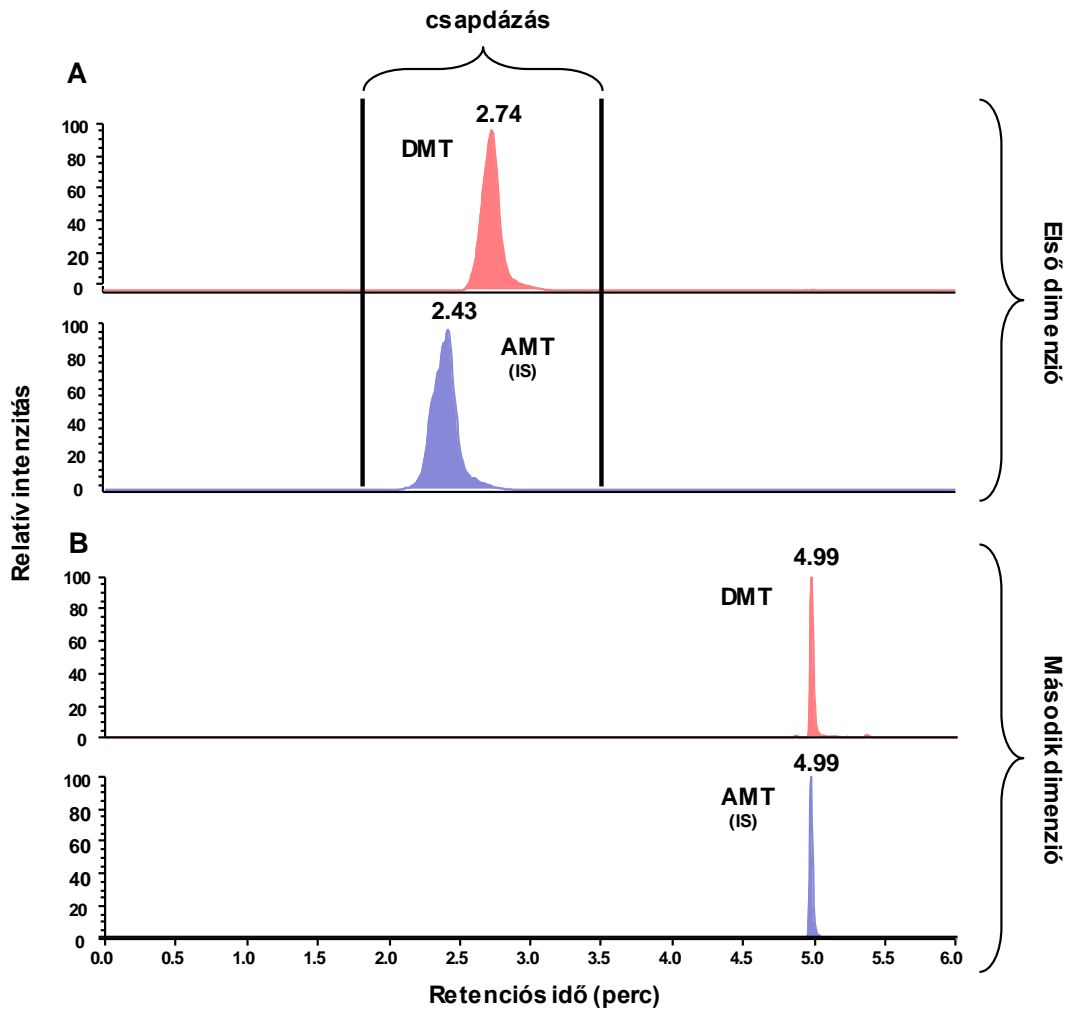 csapdázás
A
2.74
DMT
100
80
60
40
20
0
2.43
AMT
(IS)
100
80
60
40
20
0
Első dimenzió
Relatív intenzitás
B
4.99
DMT
100
80
60
40
20
0
4.99
AMT
(IS)
100
80
60
40
20
0
Második dimenzió
0.0 0.5 1.0 1.5 2.0 2.5 3.0 3.5 4.0 4.5 5.0 5.5 6.0
Retenciós idő (perc)